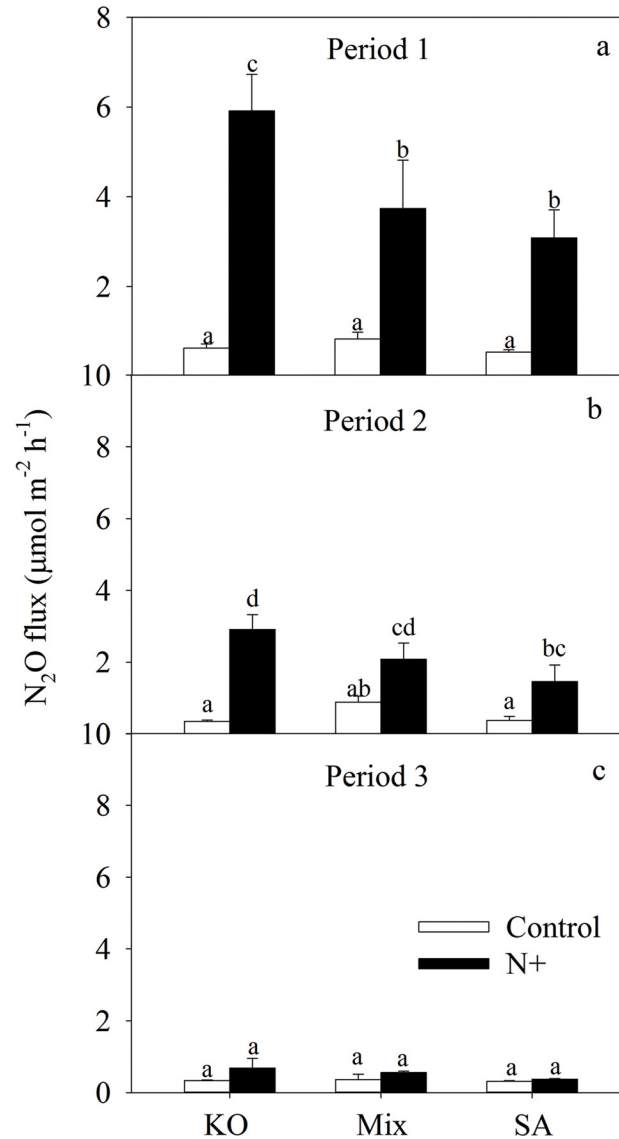 8
Period 1
a
c
6
b
b
4
2
a
a
a
10
Period 2
b
8
6
4
d
cd
bc
2
a
ab
a
10
Period 3
c
8
6
4
Control
N+
2
a
a
a
a
a
a
0
KO
Mix
SA
N₂O flux (μmol m⁻² h⁻¹)